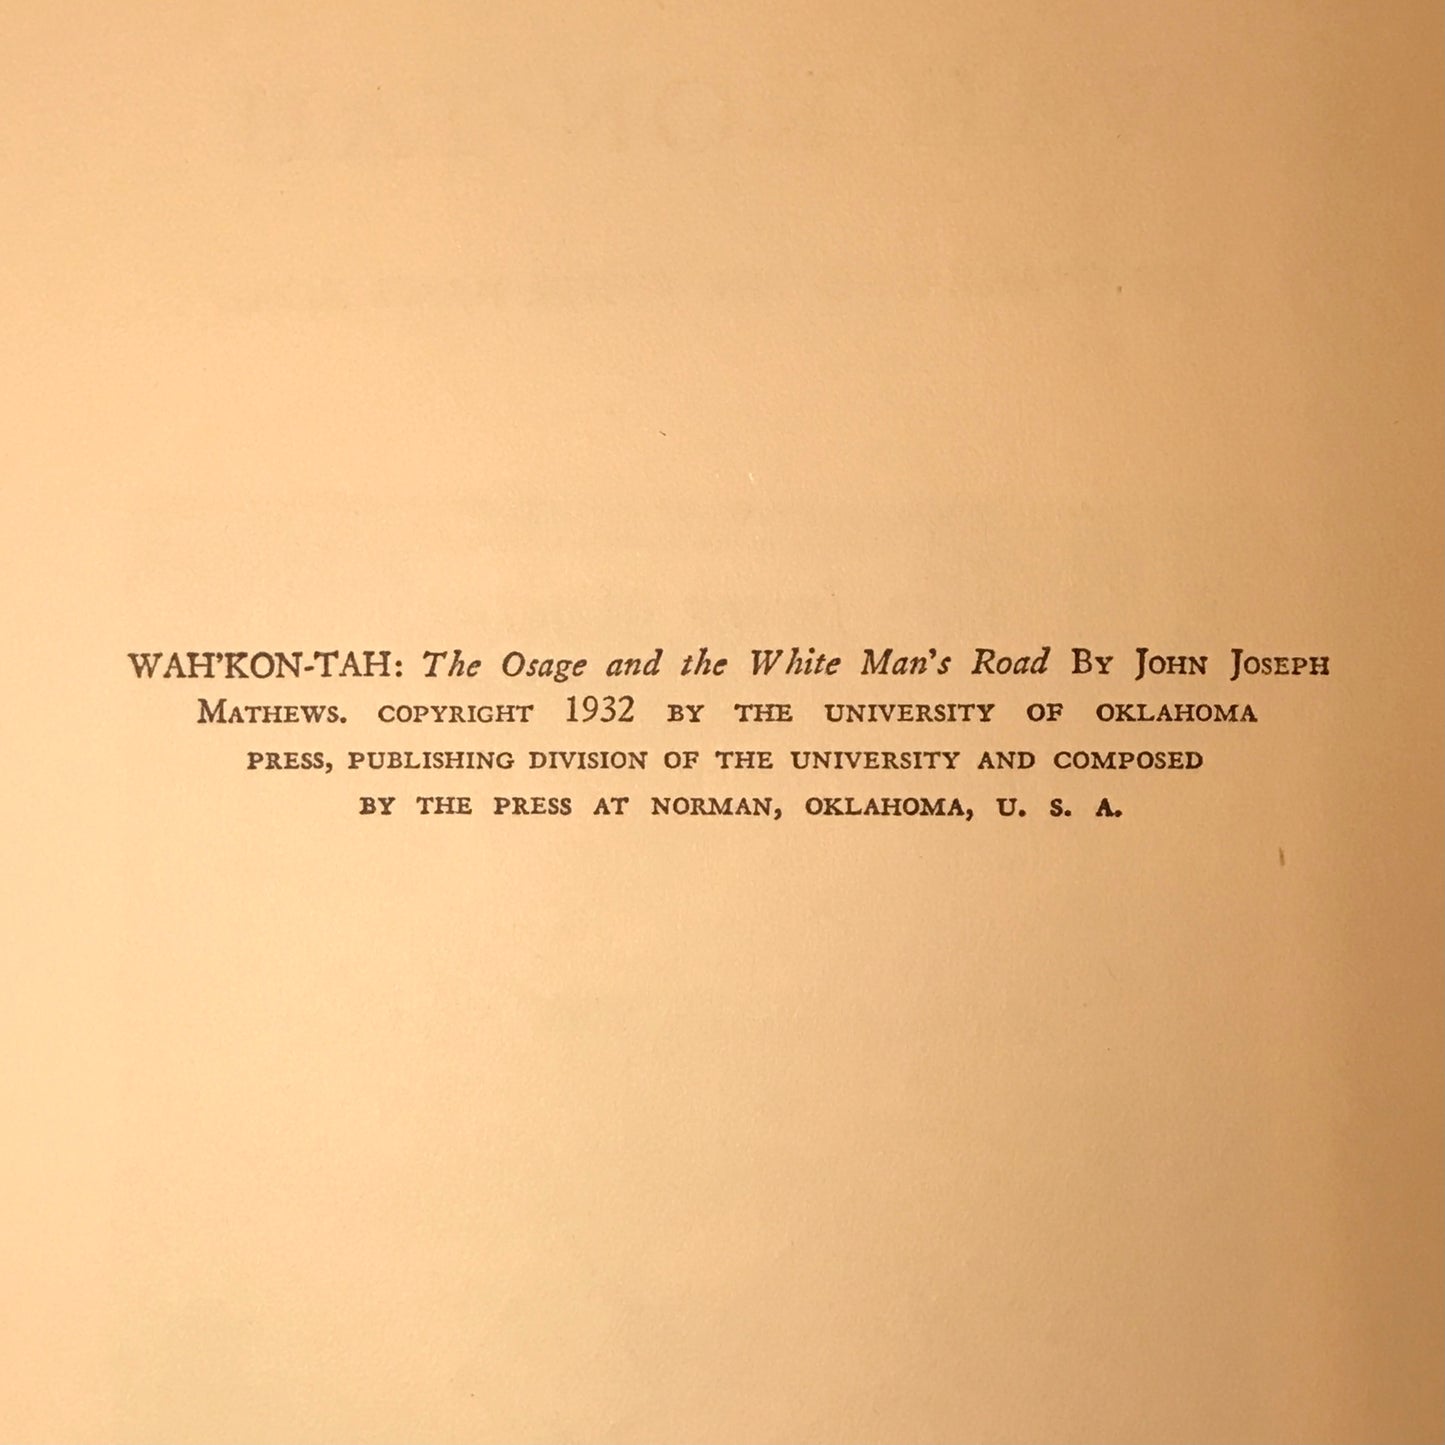 WAH'KON-TAH: The Osage and the White Man's Road By John Joseph
Mathews. COPYRIGHT 1932 BY THE UNIVERSITY OF OKLAHOMA
PRESS, PUBLISHING DIVISION OF THE UNIVERSITY AND COMPOSED
BY THE PRESS AT NORMAN, OKLAHOMA, U. S. A.